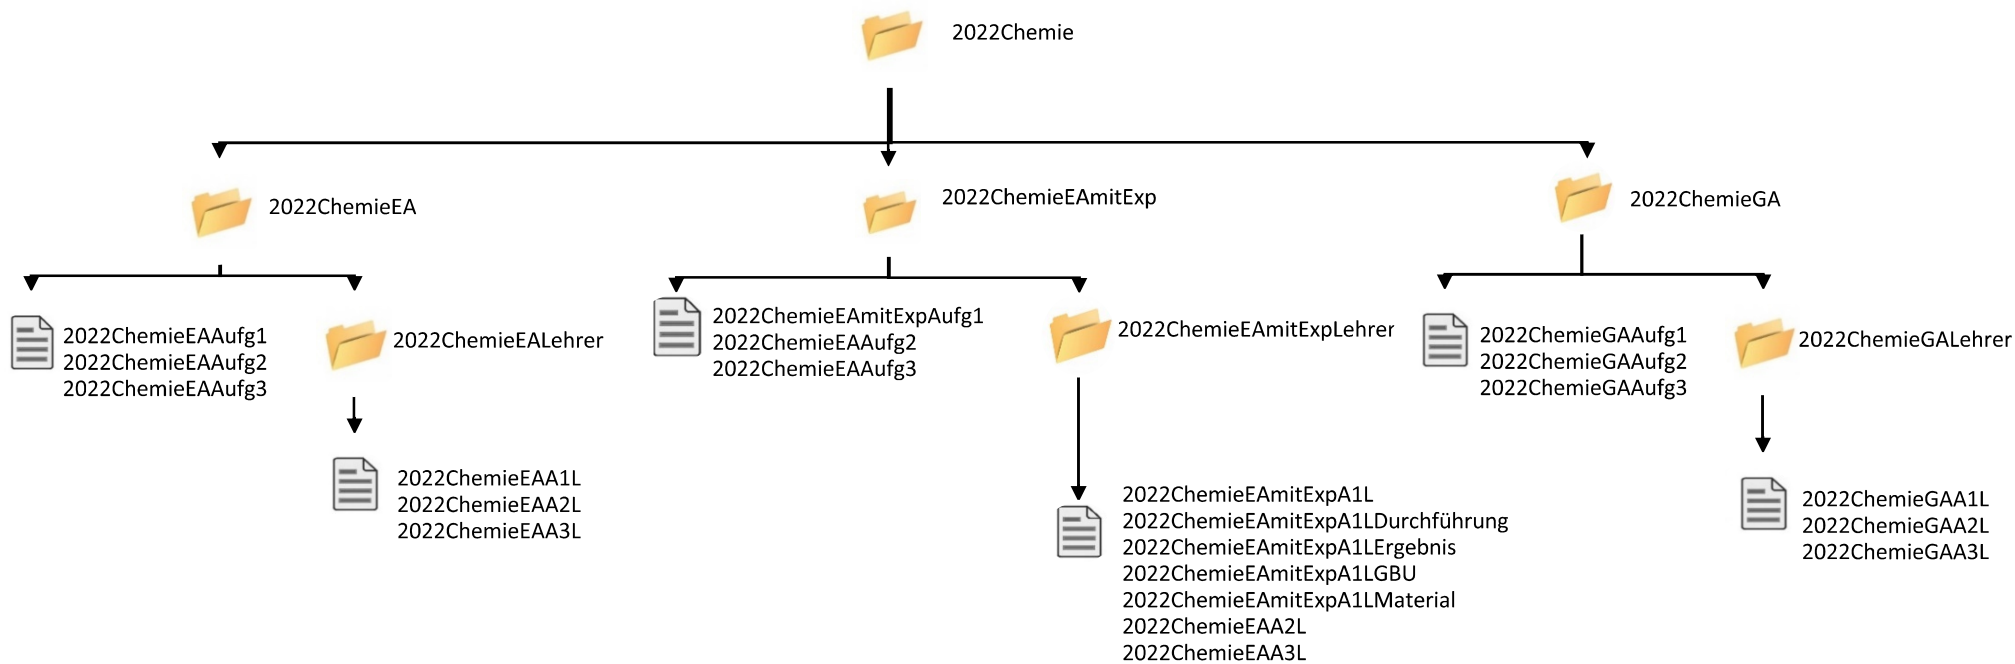 2022Chemie
2022ChemieEA
2022ChemieEAmitExp
2022ChemieGA
2022ChemieEAAufg1
2022ChemieEAAufg2
2022ChemieEAAufg3
2022ChemieEALehrer
2022ChemieEAmitExpAufg1
2022ChemieEAAufg2
2022ChemieEAAufg3
2022ChemieEAmitExpLehrer
2022ChemieGAAufg1
2022ChemieGAAufg2
2022ChemieGAAufg3
2022ChemieGALehrer
2022ChemieEAA1L
2022ChemieEAA2L
2022ChemieEAA3L
2022ChemieEAmitExpA1L
2022ChemieEAmitExpA1LDurchführung
2022ChemieEAmitExpA1LErgebnis
2022ChemieEAmitExpA1LGBU
2022ChemieEAmitExpA1LMaterial
2022ChemieEAA2L
2022ChemieEAA3L
2022ChemieGAA1L
2022ChemieGAA2L
2022ChemieGAA3L